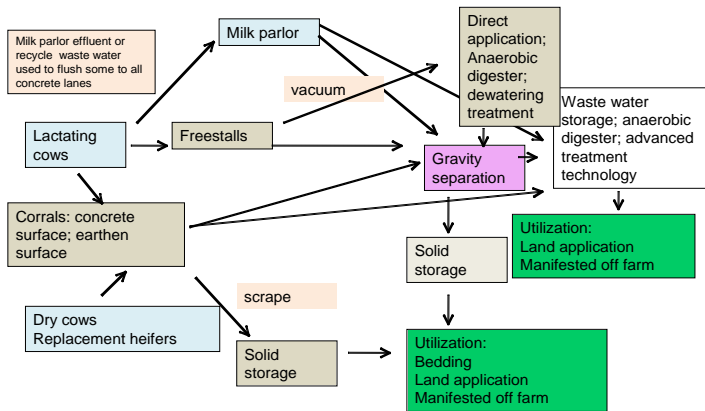 Milk parlor effluent or
recycle waste water
used to flush some to all
concrete lanes
Milk parlor
Direct
application;
Anaerobic
digester;
dewatering
treatment
vacuum
Waste water
storage; anaerobic
digester; advanced
treatment
technology
Lactating
cows
Freestalls
Gravity
separation
Corrals: concrete
surface; earthen
surface
Utilization:
Land application
Manifested off farm
Solid
storage
scrape
Dry cows
Replacement heifers
Solid
storage
Utilization:
Bedding
Land application
Manifested off farm